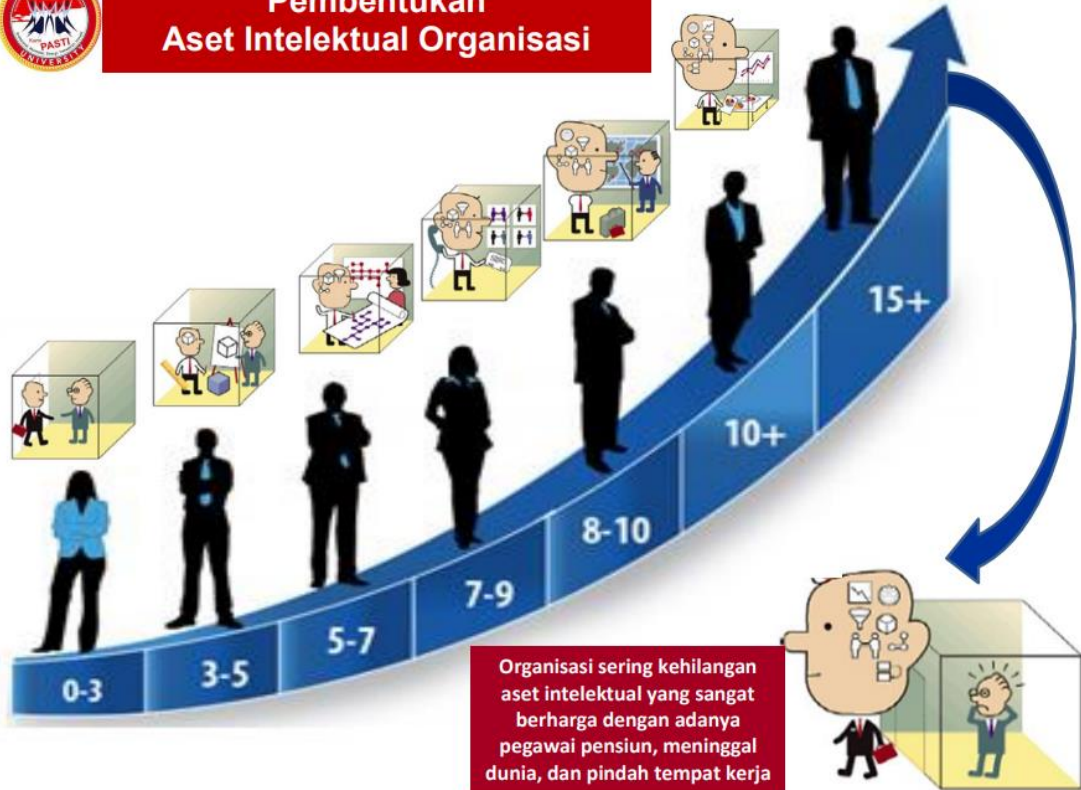 Pembentukan
Aset Intelektual Organisasi
PASTI
UNIVERSITY
15+
10+
8-10
7-9
5-7
3-5
0-3
Organisasi sering kehilangan
aset intelektual yang sangat
berharga dengan adanya
pegawai pensiun, meninggal
dunia, dan pindah tempat kerja